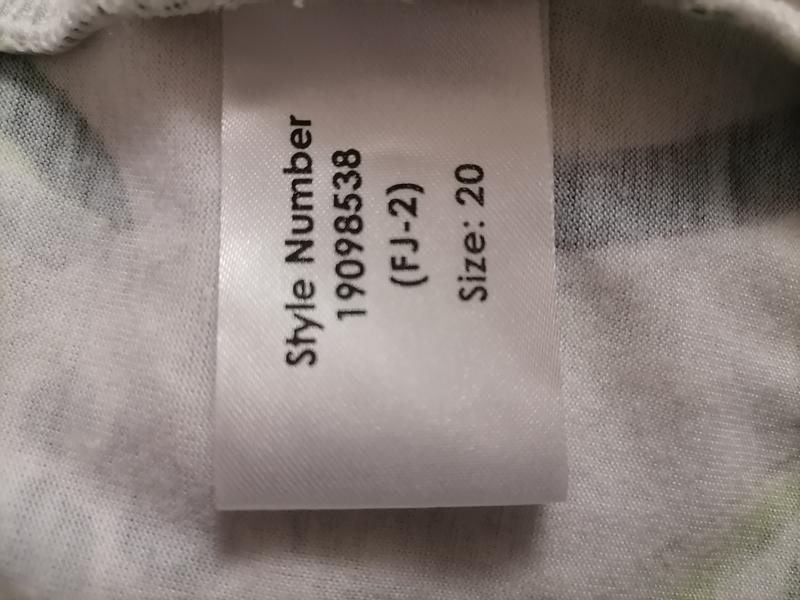 Style Number
19098538
(FJ-2)
Size: 20